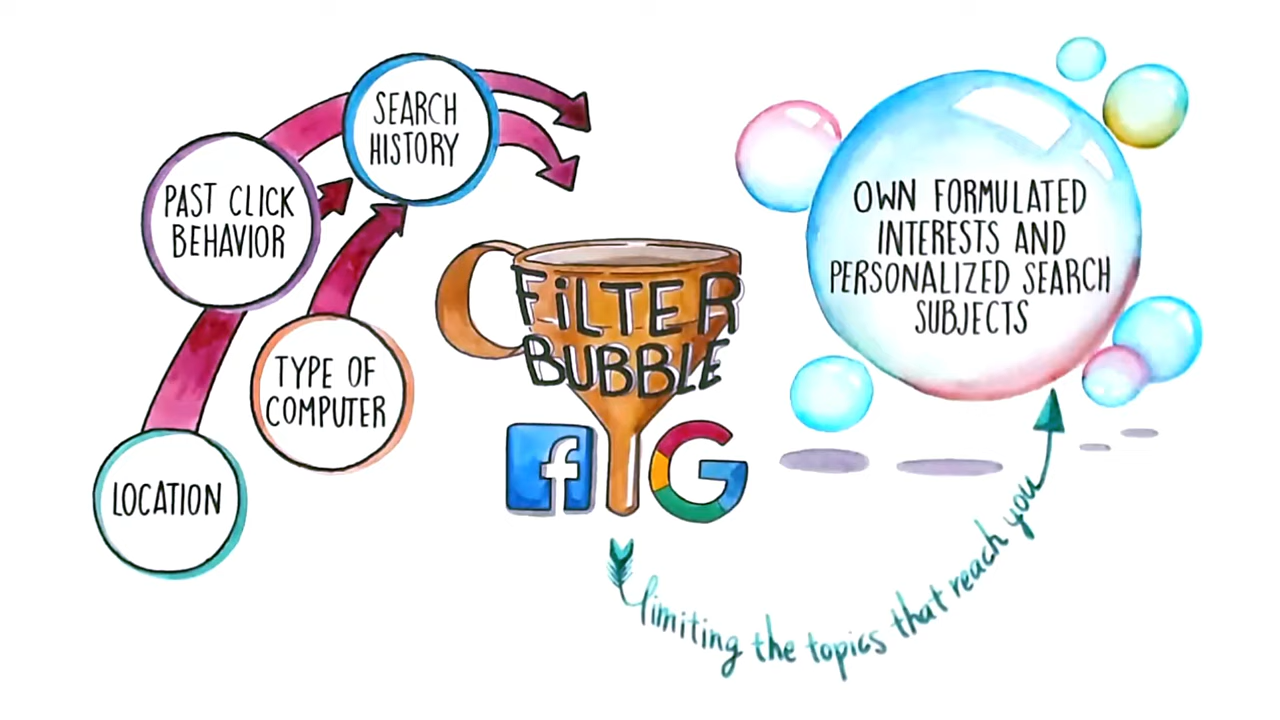 SEARCH
HISTORY
PAST CLICK
BEHAVIOR
TYPE OF
COMPUTER
LOCATION
FiLTER
BUBBLE
f
G
OWN FORMULATED
INTERESTS AND
PERSONALIZED SEARCH
SUBJECTS
limiting the topics that reach you